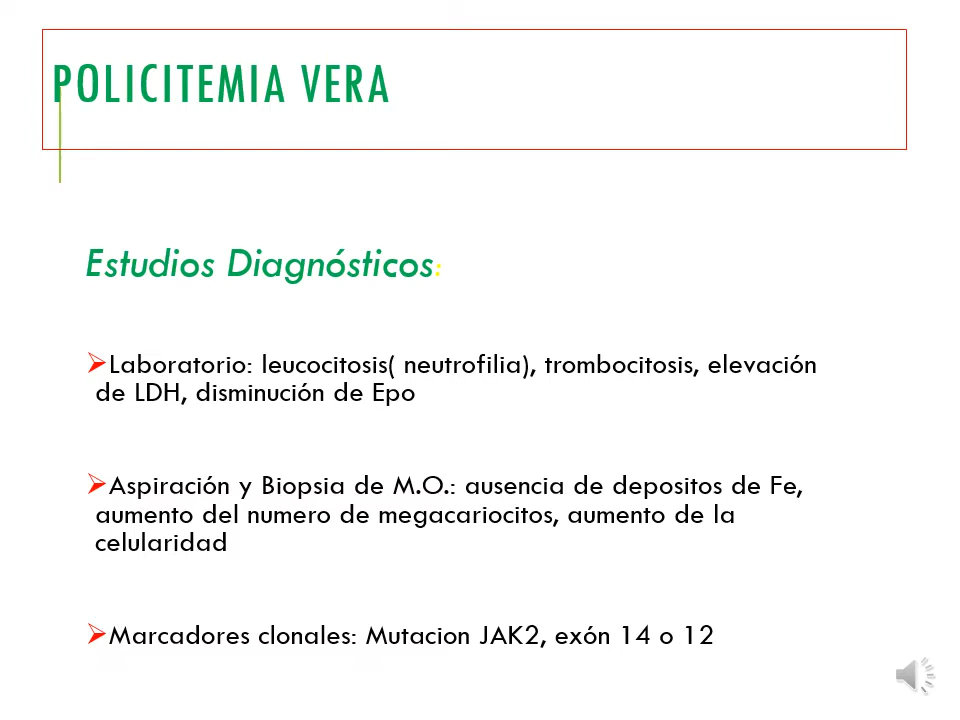 POLICITEMIA VERA
Estudios Diagnósticos:
Laboratorio: leucocitosis( neutrofilia), trombocitosis, elevación
de LDH, disminución de Epo
Aspiración y Biopsia de M.O.: ausencia de depositos de Fe,
aumento del numero de megacariocitos, aumento de la
celularidad
Marcadores clonales: Mutacion JAK2, exón 14 o 12